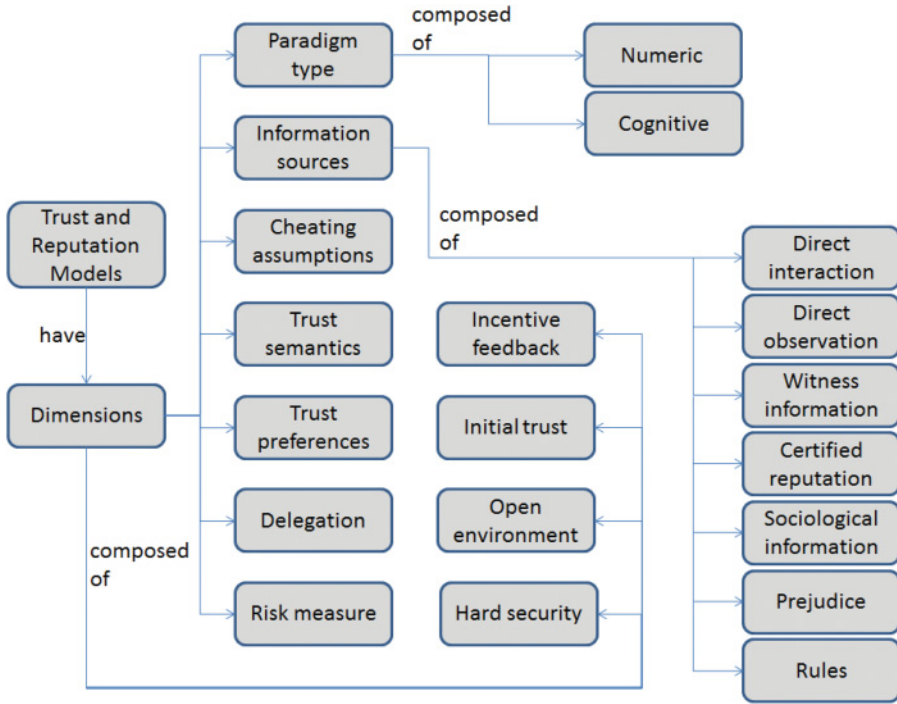 composed
of
Paradigm
type
Numeric
Cognitive
Information
sources
composed
of
Trust and
Reputation
Models
Cheating
assumptions
Direct
interaction
have
Trust
semantics
Incentive
feedback
Direct
observation
Dimensions
Trust
preferences
Initial trust
Witness
information
Certified
reputation
composed
of
Delegation
Open
environment
Sociological
information
Risk measure
Hard security
Prejudice
Rules